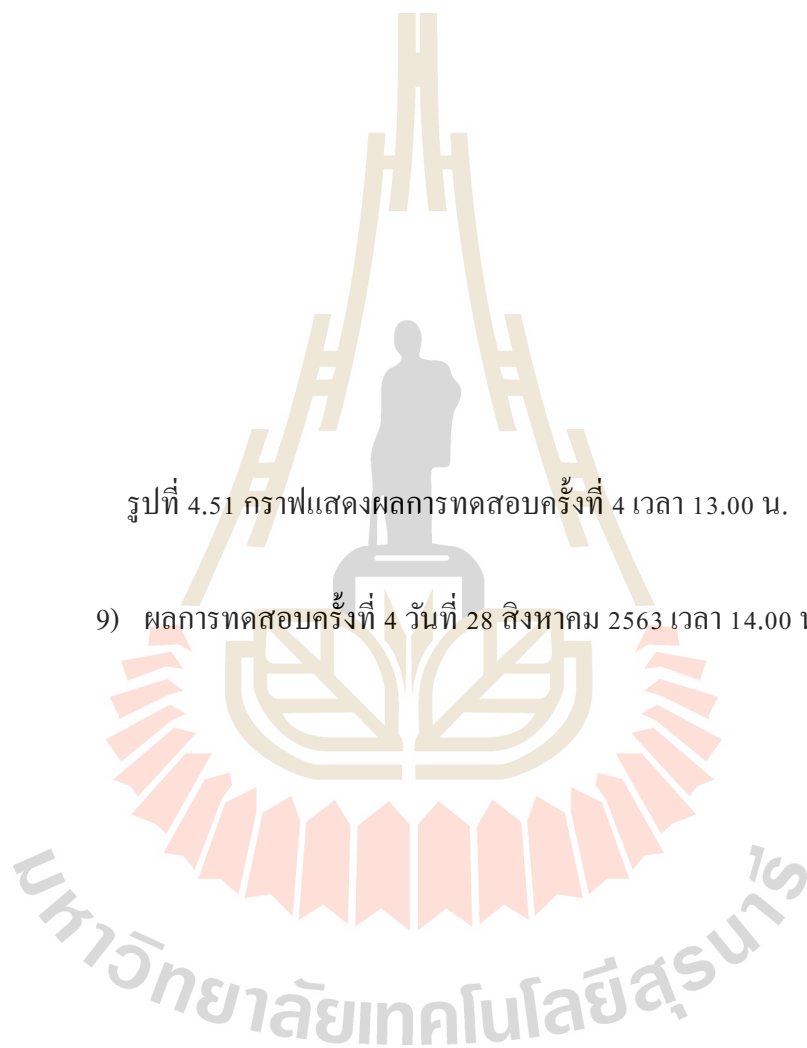 รูปที่ 4.51 กราฟแสดงผลการทดสอบครั้งที่ 4 เวลา 13.00 น.
9) ผลการทดสอบครั้งที่ 4 วันที่ 28 สิงหาคม 2563 เวลา 14.00
มหาวิทยาลัยเทคโนโลยีสุรนารี